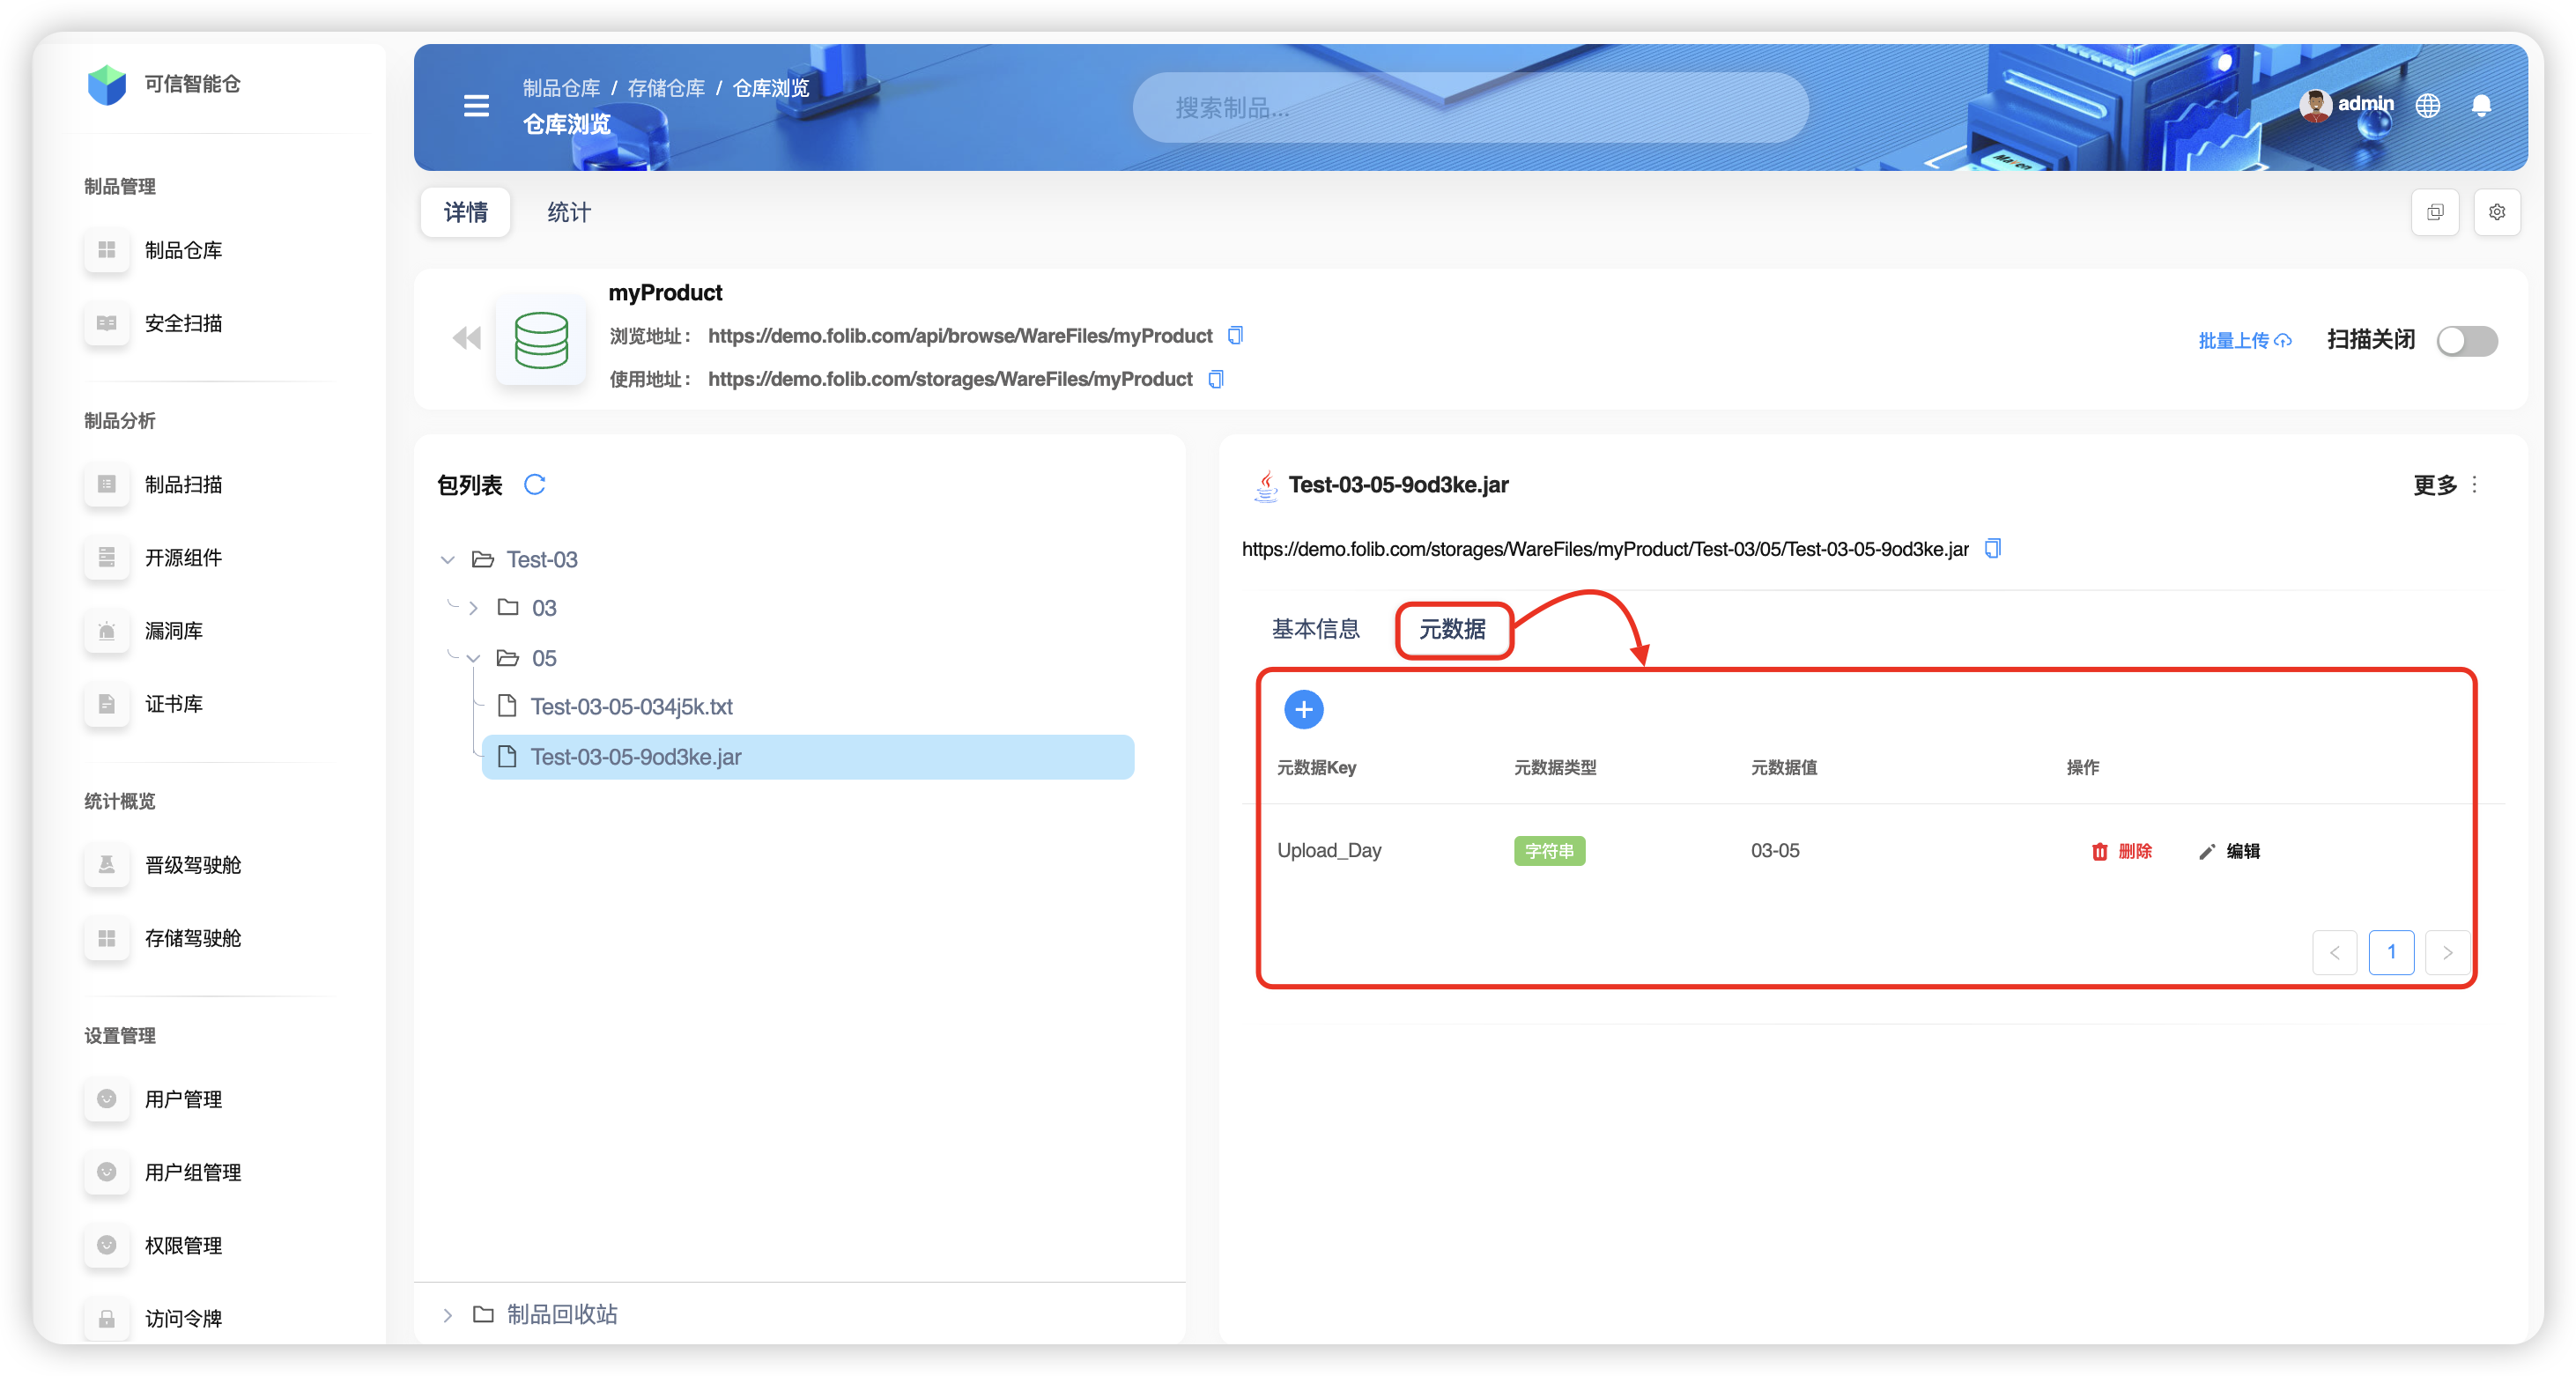 可信智能仓
制品管理
制品仓库
安全扫描
制品分析
制品扫描
开源组件
漏洞库
证书库
统计概览
晋级驾驶舱
存储驾驶舱
设置管理
用户管理
用户组管理
权限管理
访问令牌
制品仓库 / 存储仓库 / 仓库浏览
仓库浏览
搜索制品...
Maven
admin
详情 统计
myProduct
浏览地址： https://demo.folib.com/api/browse/WareFiles/myProduct
使用地址： https://demo.folib.com/storages/WareFiles/myProduct
批量上传 扫描关闭
包列表
Test-03
03
05
Test-03-05-034j5k.txt
Test-03-05-9od3ke.jar
制品回收站
Test-03-05-9od3ke.jar 更多
https://demo.folib.com/storages/WareFiles/myProduct/Test-03/05/Test-03-05-9od3ke.jar
基本信息 元数据
元数据Key 元数据类型 元数据值 操作
Upload_Day 字符串 03-05 删除 编辑
1